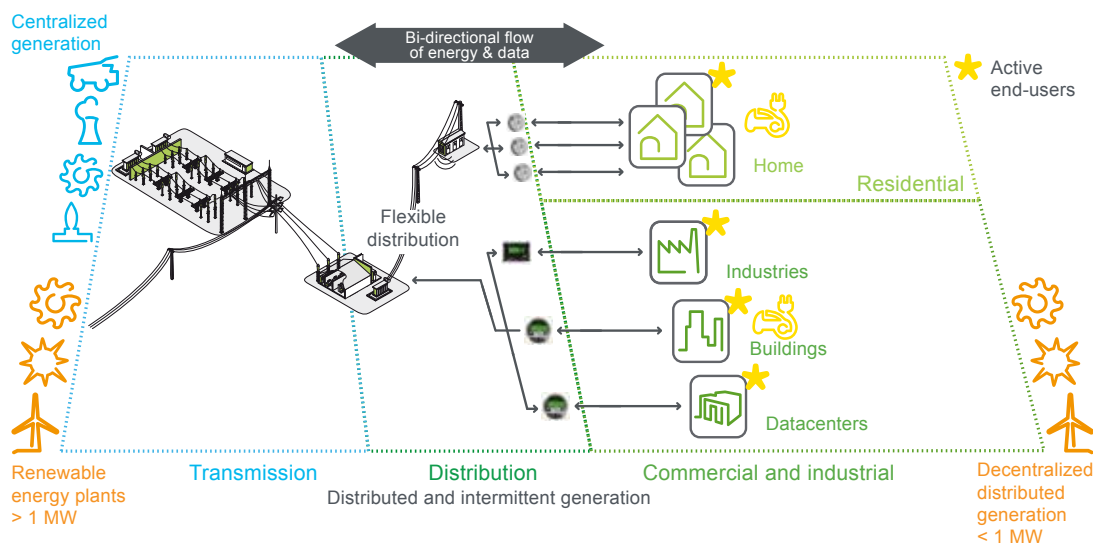 Centralized
generation
Bi-directional flow
of energy & data
Active
end-users
Home
Residential
Flexible
distribution
Industries
Buildings
Datacenters
Renewable
energy plants
> 1 MW
Transmission
Distribution
Distributed and intermittent generation
Commercial and industrial
Decentralized
distributed
generation
< 1 MW